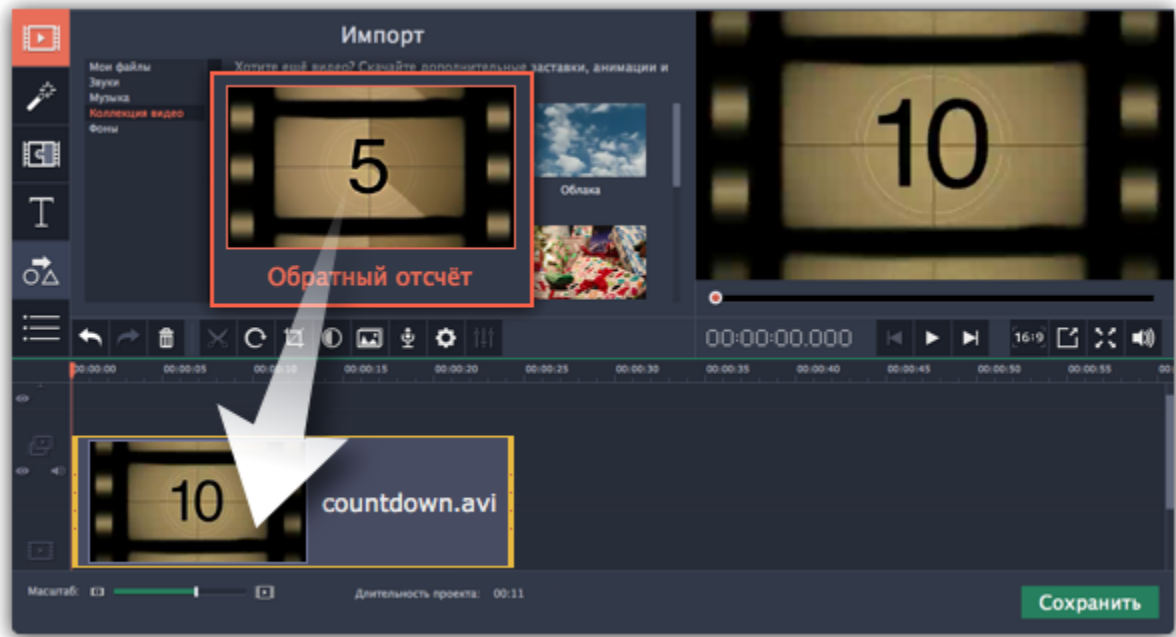 Импорт
Мои файлы
Звуки
Музыка
Коллекция видео
Фоны
Хотите ещё видео? Скачайте дополнительные заставки, анимации и
5
Обратный отсчёт
Облака
10
T
00:00:00.000
16:9
00:00:00 00:00:05 00:00:10 00:00:15 00:00:20 00:00:25 00:00:30 00:00:35 00:00:40 00:00:45 00:00:50 00:00:55
10
countdown.avi
Масштаб:
Длительность проекта: 00:11
Сохранить